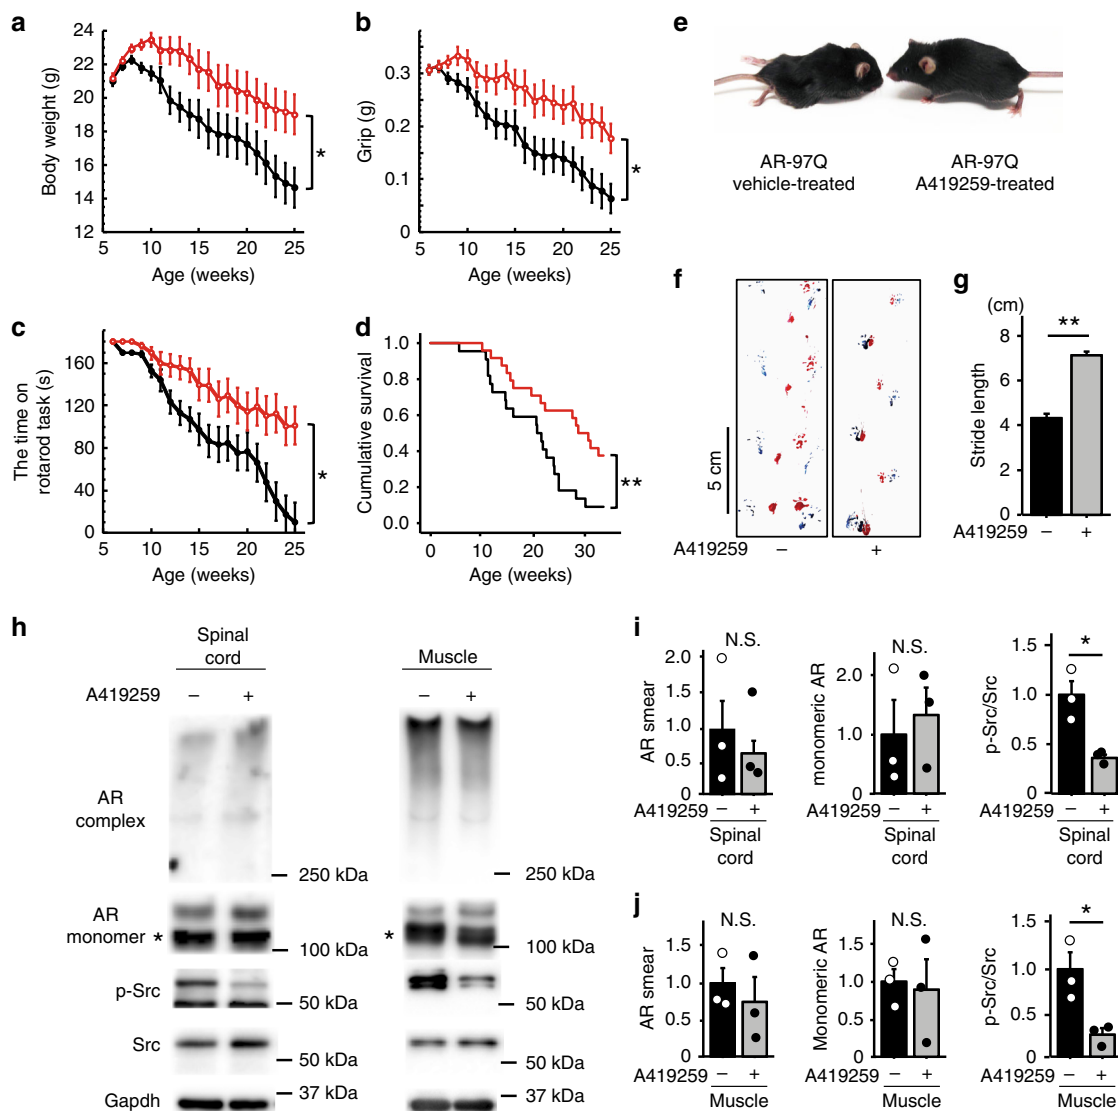 a
Body weight (g)
24
22
20
18
16
14
12
5
10
15
20
25
Age (weeks)
*
b
Grip (g)
0.3
0.2
0.1
0
5
10
15
20
25
Age (weeks)
*
e
AR-97Q
vehicle-treated
AR-97Q
A419259-treated
c
The time on
rotarod task (s)
160
120
80
40
0
5
10
15
20
25
Age (weeks)
*
d
Cumulative survival
1.0
0.8
0.6
0.4
0.2
0.0
0
10
20
30
Age (weeks)
**
f
5 cm
A419259
–
+
g
(cm)
Stride length
8
6
4
2
0
**
A419259
–
+
h
Spinal
cord
Muscle
A419259
–
+
–
+
AR
complex
250 kDa
250 kDa
AR
monomer *
100 kDa
*
100 kDa
p-Src
50 kDa
50 kDa
Src
50 kDa
50 kDa
Gapdh
37 kDa
37 kDa
i
AR smear
2.0
1.5
1.0
0.5
0
N.S.
A419259 – +
Spinal
cord
monomeric AR
2.0
1.0
0
N.S.
A419259 – +
Spinal
cord
p-Src/Src
1.5
1.0
0.5
0
*
A419259 – +
Spinal
cord
j
AR smear
1.5
1.0
0.5
0
N.S.
A419259 – +
Muscle
Monomeric AR
1.5
1.0
0.5
0
N.S.
A419259 – +
Muscle
p-Src/Src
1.5
1.0
0.5
0
*
A419259 – +
Muscle